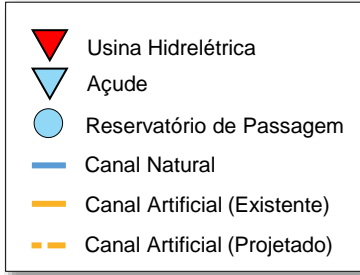 Usina Hidrelétrica
Açude
Reservatório de Passagem
Canal Natural
Canal Artificial (Existente)
Canal Artificial (Projetado)